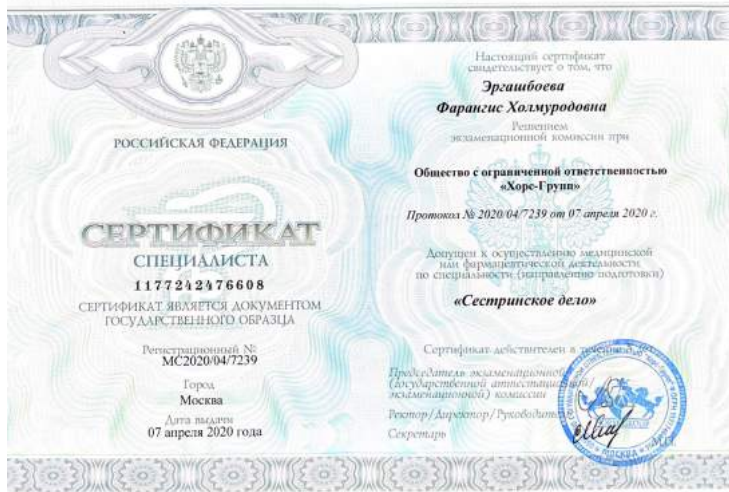 РОССИЙСКАЯ ФЕДЕРАЦИЯ
СЕРТИФИКАТ
СПЕЦИАЛИСТА
1177242476608
СЕРТИФИКАТ ЯВЛЯЕТСЯ ДОКУМЕНТОМ
ГОСУДАРСТВЕННОГО ОБРАЗЦА
Регистрационный №
МС2020/04/7239
Город
Москва
Дата выдачи
07 апреля 2020 года
Настоящий сертификат
свидетельствует о том, что
Эргашбоева
Фарангис Холмуродовна
Решением
экзаменационной комиссии при
Общество с ограниченной ответственностью
«Хорс-Групп»
Протокол № 2020/04/7239 от 07 апреля 2020 г.
Допущен к осуществлению медицинской
или фармацевтической деятельности
по специальности (направлению подготовки)
«Сестринское дело»
Сертификат действителен в течение
Председатель экзаменационной
(государственной аттестационной/
экзаменационной) комиссии
Ректор/Директор/Руководитель
Секретарь
М.П.
МОСКВА